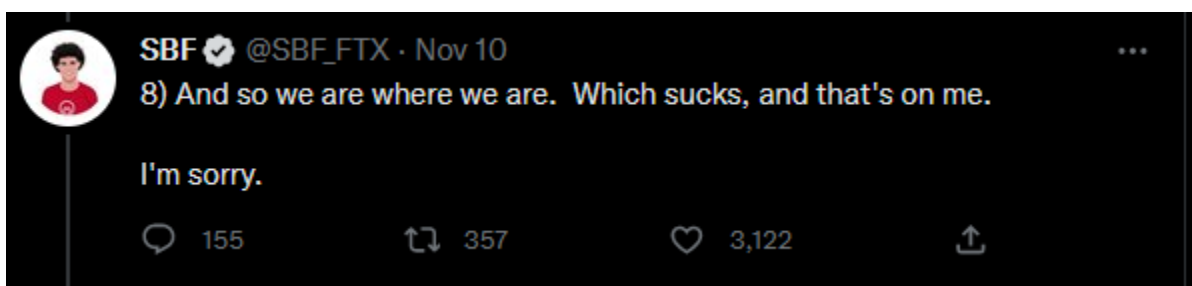 SBF @SBF_FTX · Nov 10
8) And so we are where we are.  Which sucks, and that's on me.
I'm sorry.
155 357 3,122